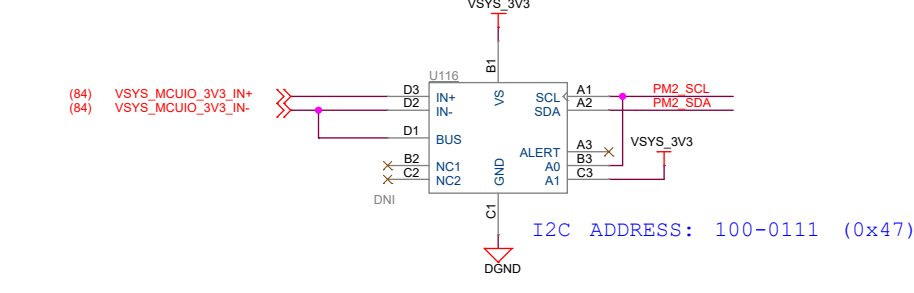 VSYS_3V3
U116
B1
(84) VSYS_MCUIO_3V3_IN+ D3 IN+ VS SCL A1 PM2_SCL
(84) VSYS_MCUIO_3V3_IN- D2 IN- SDA A2 PM2_SDA
D1 BUS
ALERT A3 VSYS_3V3
B2 NC1 A0 B3
C2 NC2 GND A1 C3
DNI
C1
I2C ADDRESS: 100-0111 (0x47)
DGND